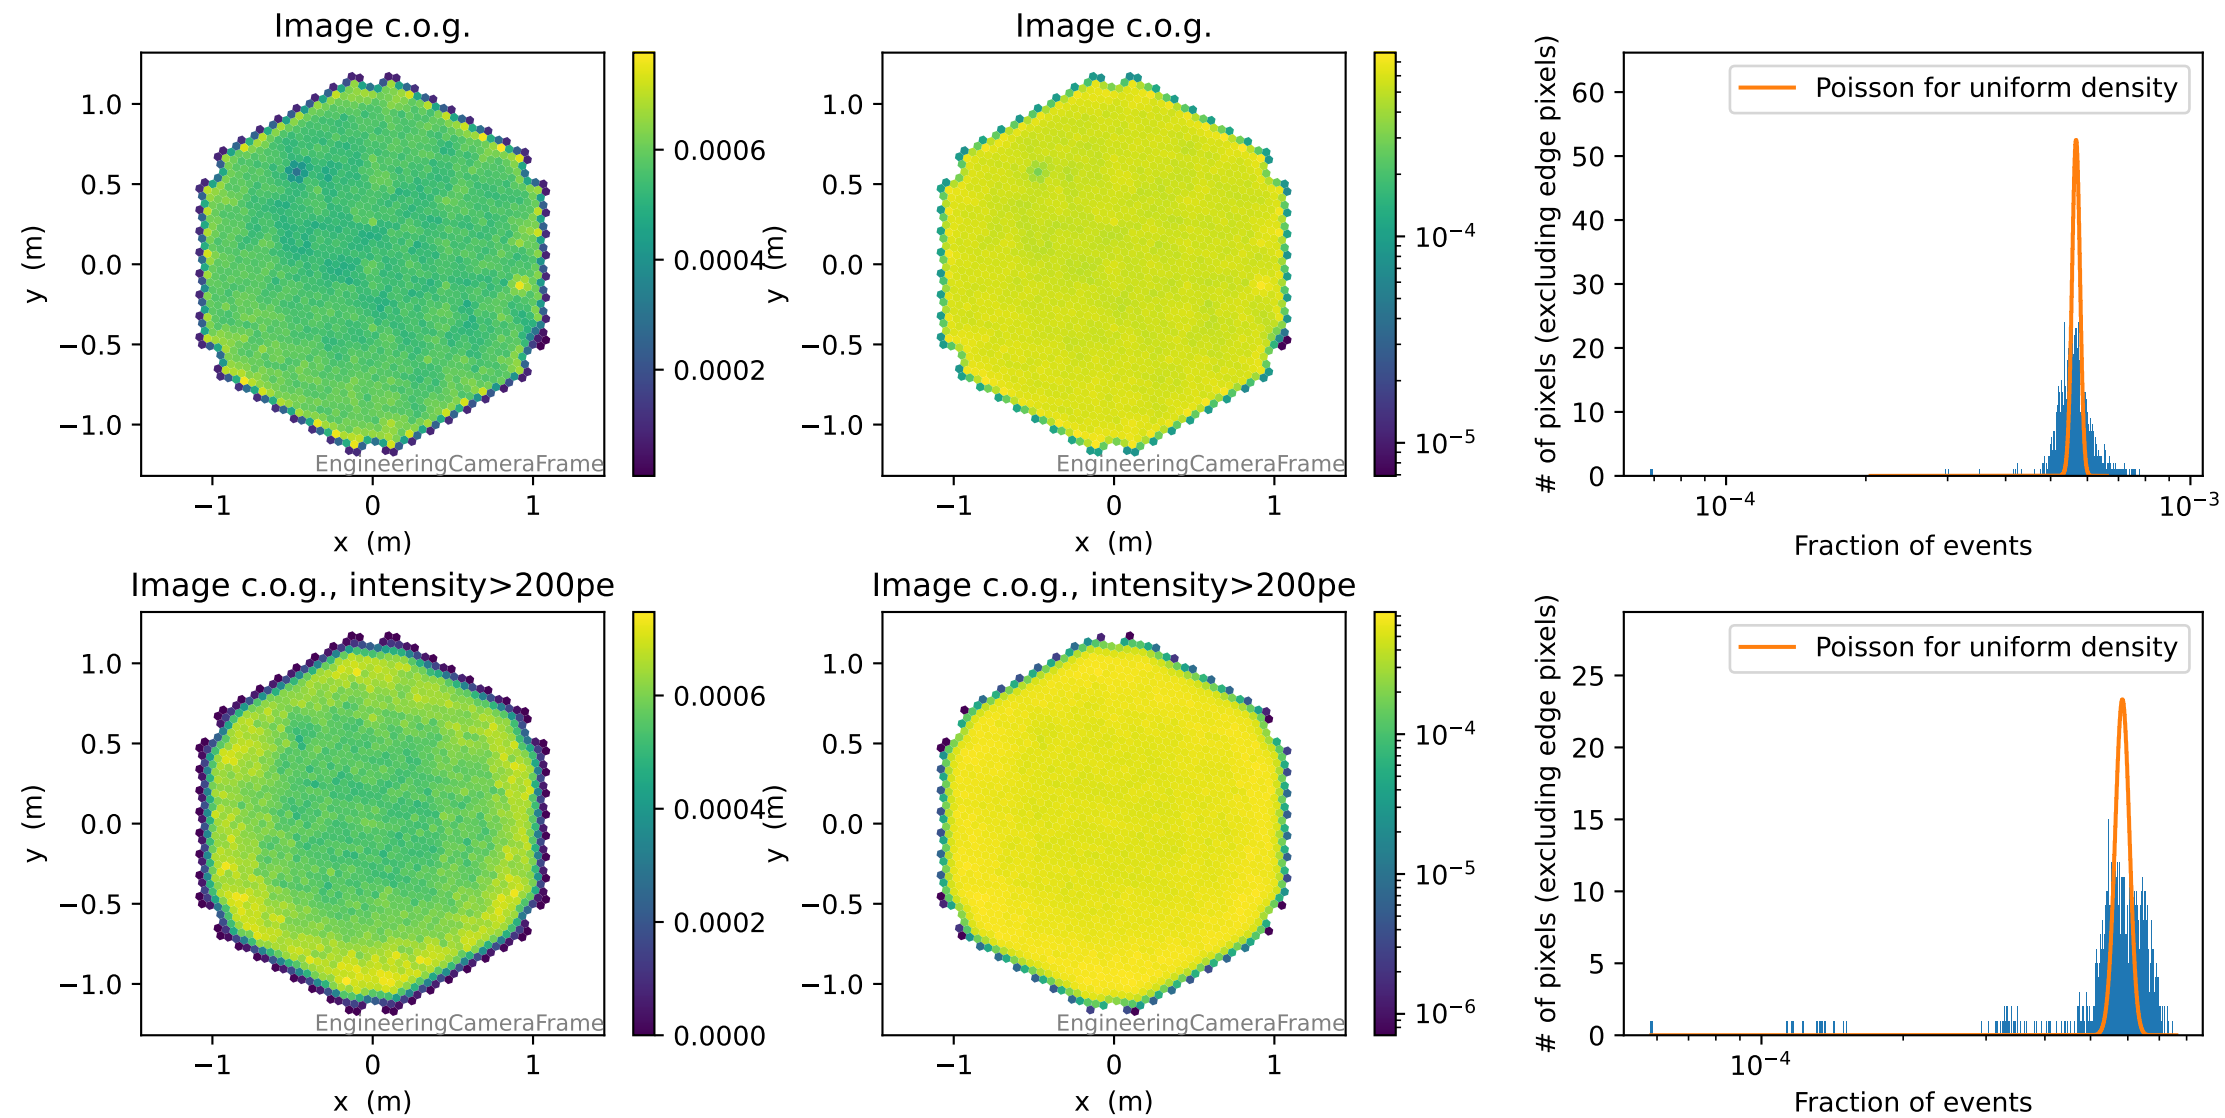 Image c.o.g.
1.0
0.5
0.0
−0.5
−1.0
y (m)
−1
0
1
x (m)
EngineeringCameraFrame
0.0006
0.0004
0.0002
Image c.o.g.
1.0
0.5
0.0
−0.5
−1.0
y (m)
−1
0
1
x (m)
EngineeringCameraFrame
10⁻⁴
10⁻⁵
# of pixels (excluding edge pixels)
60
50
40
30
20
10
0
Poisson for uniform density
10⁻⁴
10⁻³
Fraction of events
Image c.o.g., intensity>200pe
1.0
0.5
0.0
−0.5
−1.0
y (m)
−1
0
1
x (m)
EngineeringCameraFrame
0.0006
0.0004
0.0002
0.0000
Image c.o.g., intensity>200pe
1.0
0.5
0.0
−0.5
−1.0
y (m)
−1
0
1
x (m)
EngineeringCameraFrame
10⁻⁴
10⁻⁵
10⁻⁶
# of pixels (excluding edge pixels)
25
20
15
10
5
0
Poisson for uniform density
10⁻⁴
Fraction of events